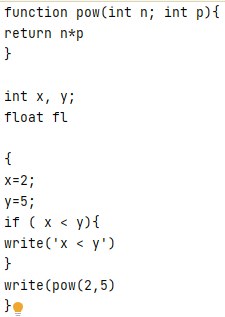 function pow(int n; int p){
return n*p
}
int x, y;
float fl
{
x=2;
y=5;
if ( x < y){
write('x < y')
}
write(pow(2,5)
}